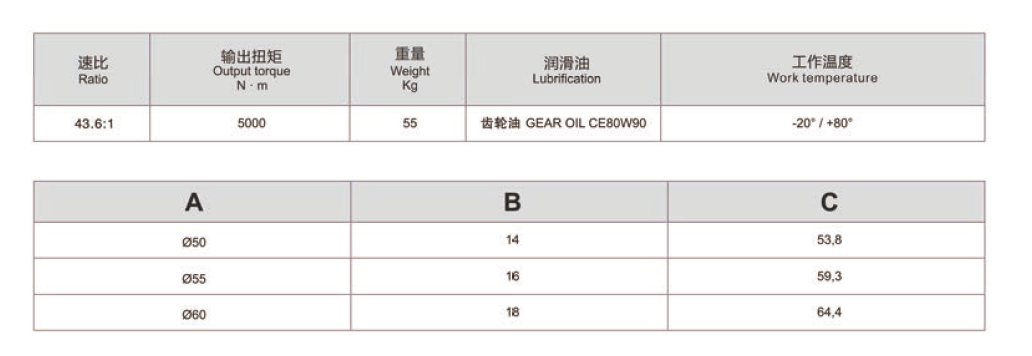 速比 输出扭矩 重量 润滑油 工作温度
Ratio Output torque Weight Lubrification Work temperature
N · m Kg
43.6:1 5000 55 齿轮油 GEAR OIL CE80W90 -20° / +80°
A B C
Ø50 14 53,8
Ø55 16 59,3
Ø60 18 64,4